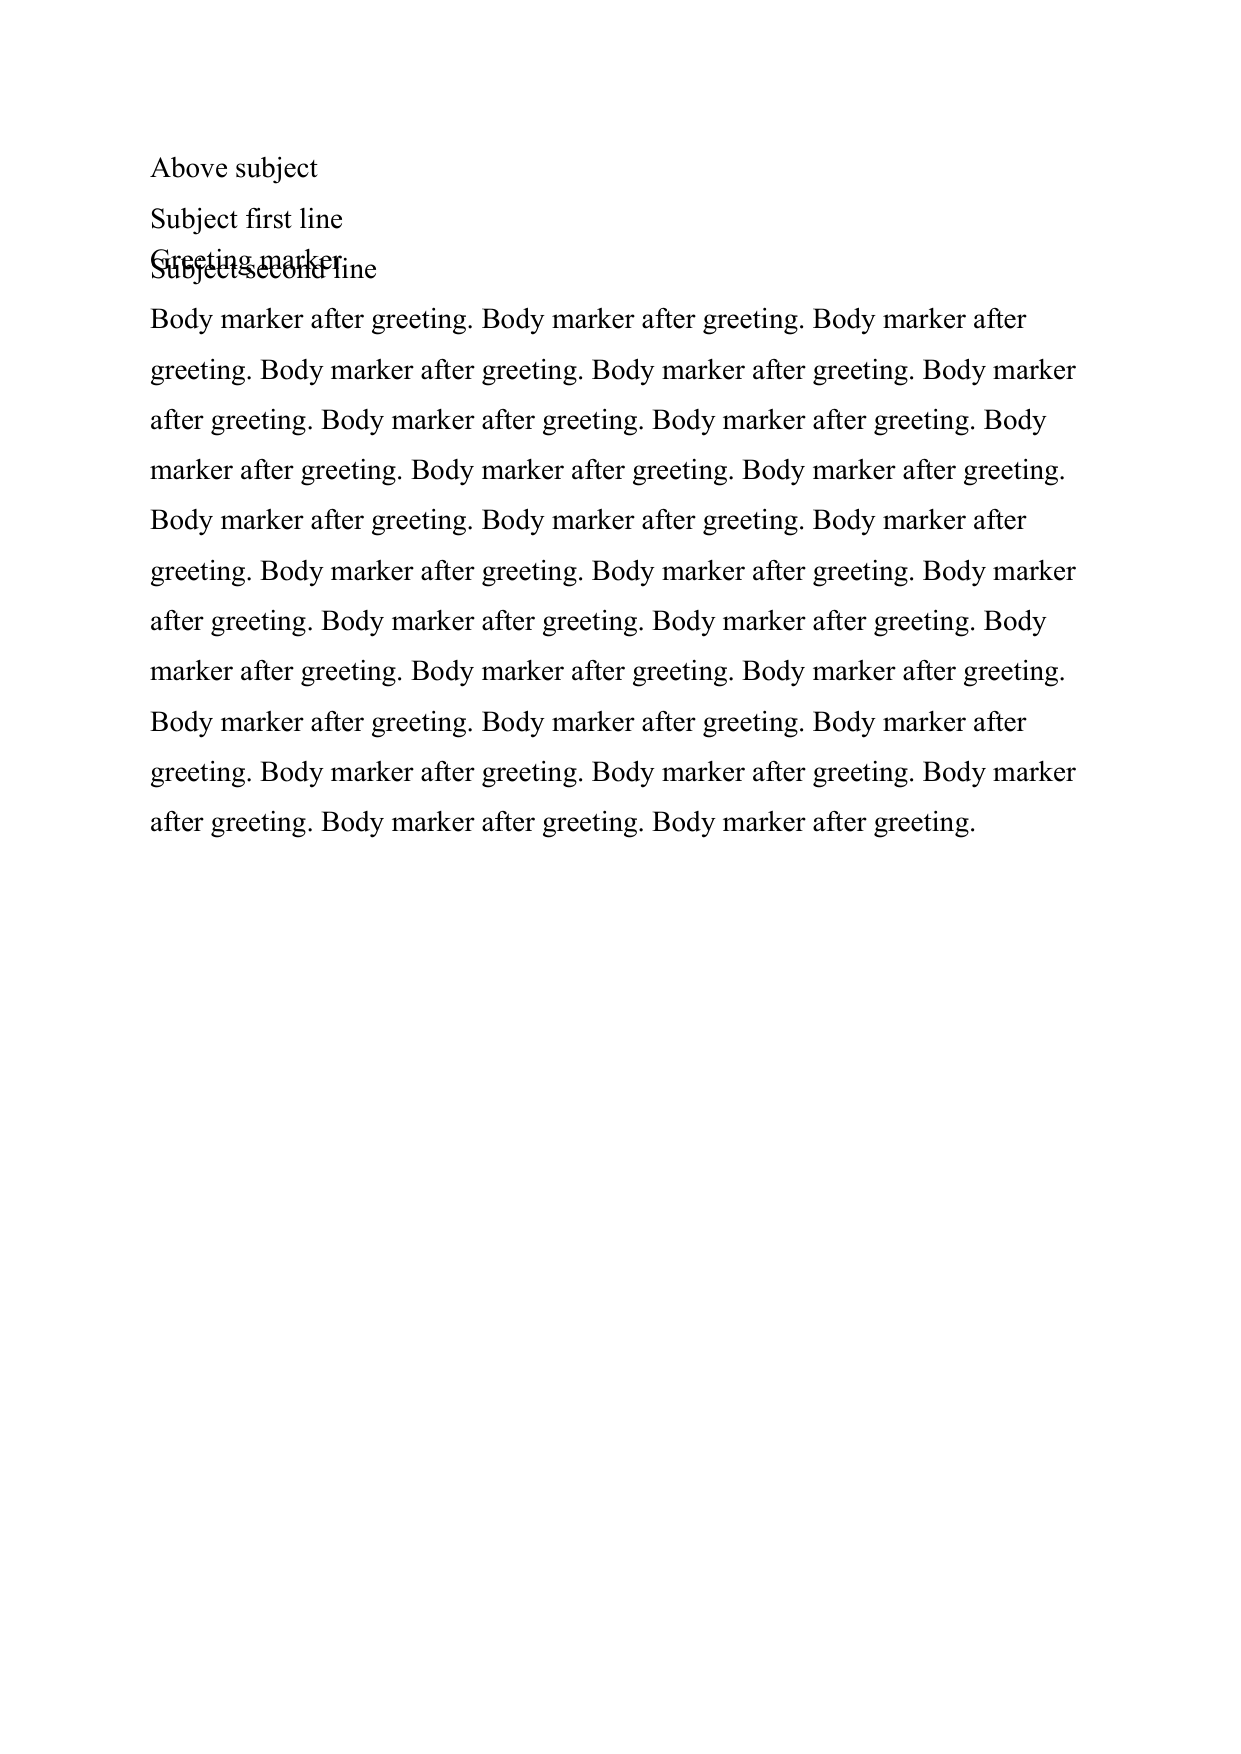 Above subject
Subject first line
Greeting marker
Subject second line
Body marker after greeting. Body marker after greeting. Body marker after
greeting. Body marker after greeting. Body marker after greeting. Body marker
after greeting. Body marker after greeting. Body marker after greeting. Body
marker after greeting. Body marker after greeting. Body marker after greeting.
Body marker after greeting. Body marker after greeting. Body marker after
greeting. Body marker after greeting. Body marker after greeting. Body marker
after greeting. Body marker after greeting. Body marker after greeting. Body
marker after greeting. Body marker after greeting. Body marker after greeting.
Body marker after greeting. Body marker after greeting. Body marker after
greeting. Body marker after greeting. Body marker after greeting. Body marker
after greeting. Body marker after greeting. Body marker after greeting.